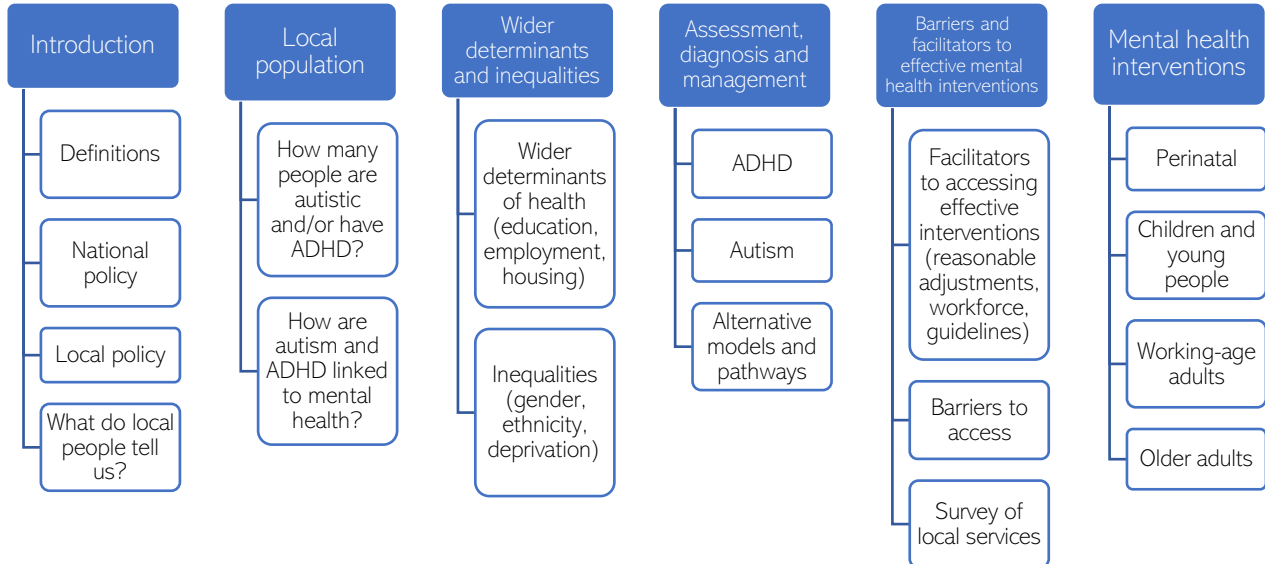 Introduction
Definitions
National
policy
Local policy
What do local
people tell
us?
Local
population
How many
people are
autistic
and/or have
ADHD?
How are
autism and
ADHD linked
to mental
health?
Wider
determinants
and inequalities
Wider
determinants
of health
(education,
employment,
housing)
Inequalities
(gender,
ethnicity,
deprivation)
Assessment,
diagnosis and
management
ADHD
Autism
Alternative
models and
pathways
Barriers and
facilitators to
effective mental
health interventions
Facilitators
to accessing
effective
interventions
(reasonable
adjustments,
workforce,
guidelines)
Barriers to
access
Survey of
local services
Mental health
interventions
Perinatal
Children and
young
people
Working-age
adults
Older adults